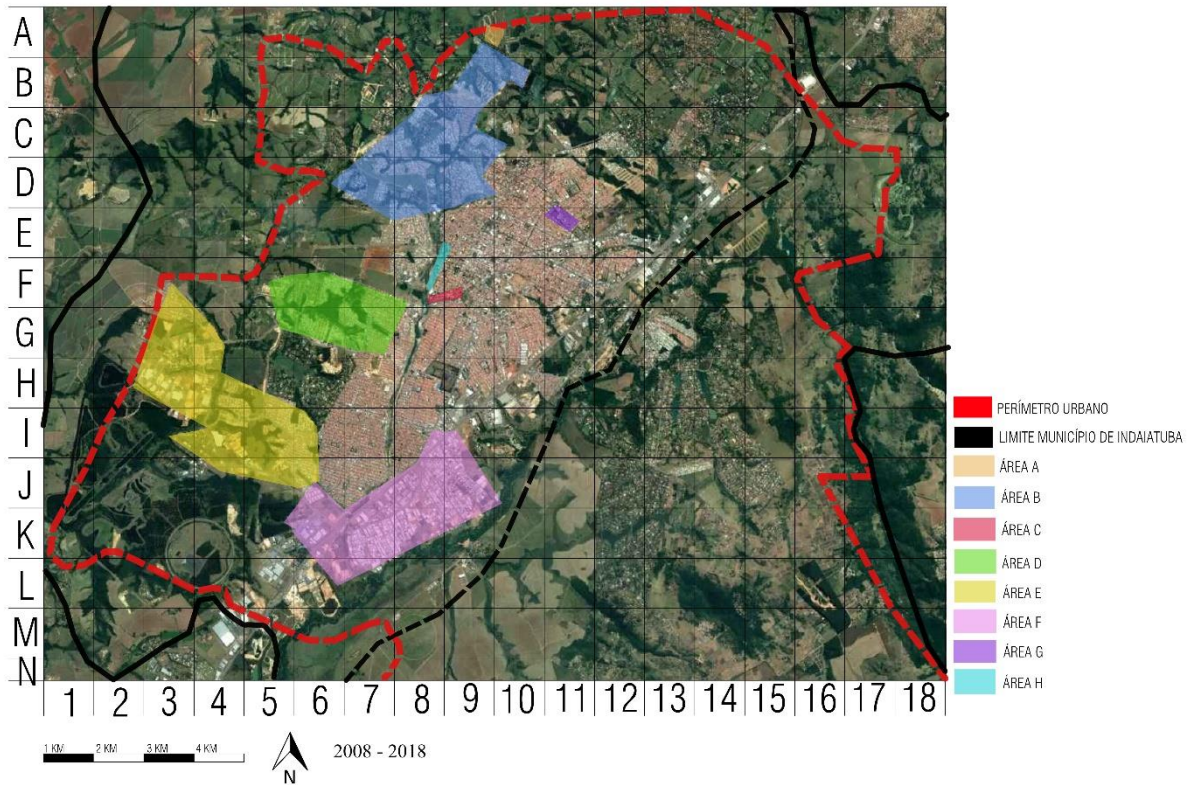 A
B
C
D
E
F
G
H
I
J
K
L
M
N
1 2 3 4 5 6 7 8 9 10 11 12 13 14 15 16 17 18
PERÍMETRO URBANO
LIMITE MUNICÍPIO DE INDAIATUBA
ÁREA A
ÁREA B
ÁREA C
ÁREA D
ÁREA E
ÁREA F
ÁREA G
ÁREA H
1 KM 2 KM 3 KM 4 KM
N
2008 - 2018